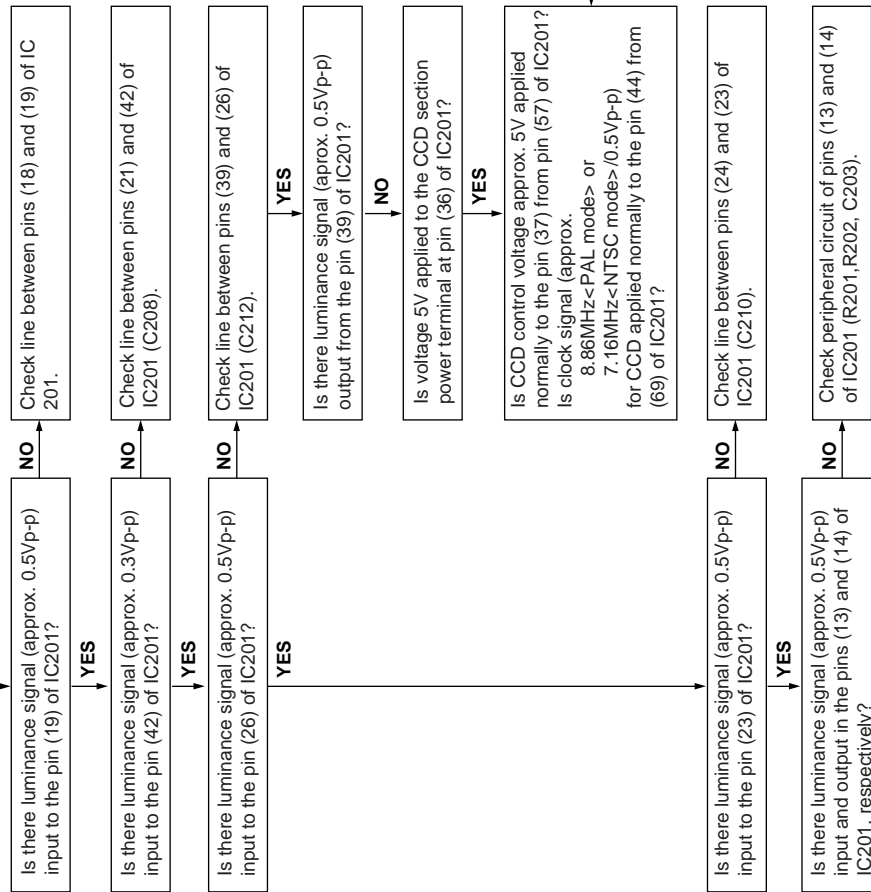 Is there luminance signal (approx. 0.5Vp-p)
input to the pin (19) of IC201?
NO
Check line between pins (18) and (19) of IC
201.
YES
Is there luminance signal (approx. 0.3Vp-p)
input to the pin (42) of IC201?
NO
Check line between pins (21) and (42) of
IC201 (C208).
YES
Is there luminance signal (approx. 0.5Vp-p)
input to the pin (26) of IC201?
NO
Check line between pins (39) and (26) of
IC201 (C212).
YES
YES
Is there luminance signal (aprox. 0.5Vp-p)
output from the pin (39) of IC201?
NO
Is voltage 5V applied to the CCD section
power terminal at pin (36) of IC201?
YES
Is CCD control voltage approx. 5V applied
normally to the pin (37) from pin (57) of IC201?
Is clock signal (approx.
8.86MHz<PAL mode> or
7.16MHz<NTSC mode>/0.5Vp-p)
for CCD applied normally to the pin (44) from
(69) of IC201?
Is there luminance signal (approx. 0.5Vp-p)
input to the pin (23) of IC201?
NO
Check line between pins (24) and (23) of
IC201 (C210).
YES
Is there luminance signal (approx. 0.5Vp-p)
input and output in the pins (13) and (14) of
IC201, respectively?
NO
Check peripheral circuit of pins (13) and (14)
of IC201 (R201,R202, C203).